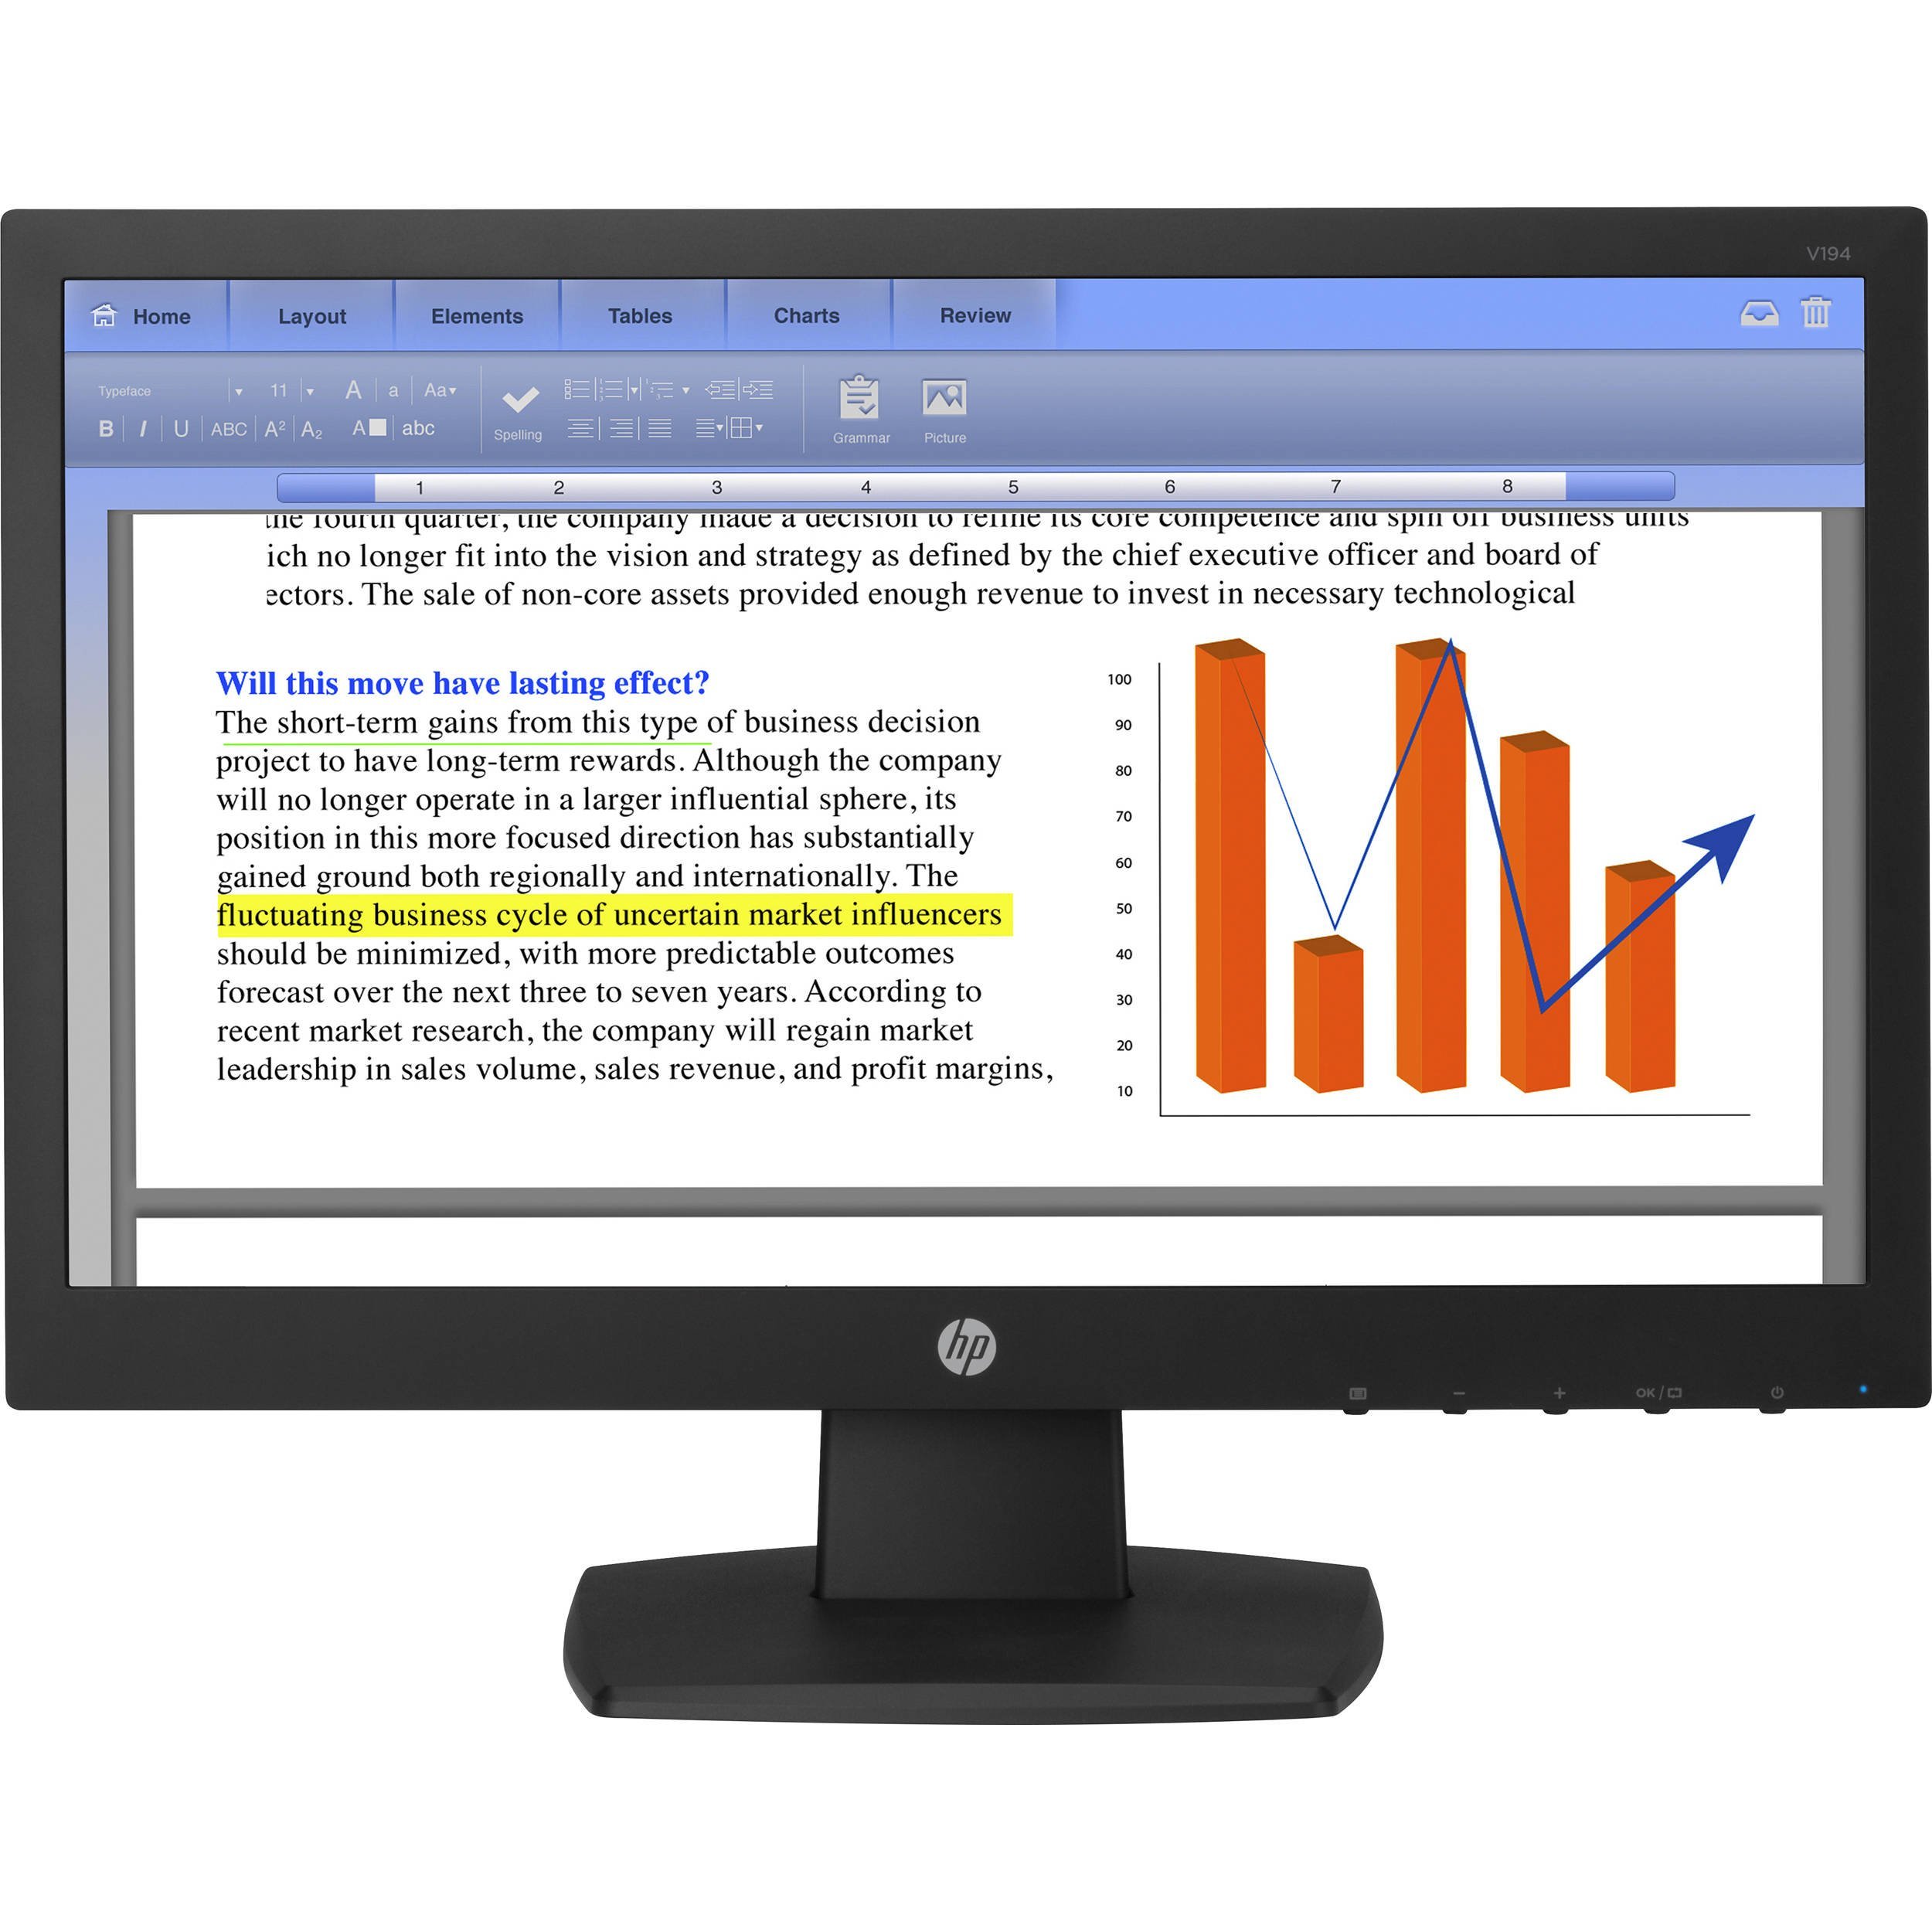 V194
Home Layout Elements Tables Charts Review
Typeface 11 A a Aa
B I U ABC A² A₂ A abc
Spelling
Grammar Picture
1 2 3 4 5 6 7 8
the fourth quarter, the company made a decision to refine its core competence and spin off business units
ich no longer fit into the vision and strategy as defined by the chief executive officer and board of
ectors. The sale of non-core assets provided enough revenue to invest in necessary technological
Will this move have lasting effect?
The short-term gains from this type of business decision
project to have long-term rewards. Although the company
will no longer operate in a larger influential sphere, its
position in this more focused direction has substantially
gained ground both regionally and internationally. The
fluctuating business cycle of uncertain market influencers
should be minimized, with more predictable outcomes
forecast over the next three to seven years. According to
recent market research, the company will regain market
leadership in sales volume, sales revenue, and profit margins,
100
90
80
70
60
50
40
30
20
10
hp
OK /